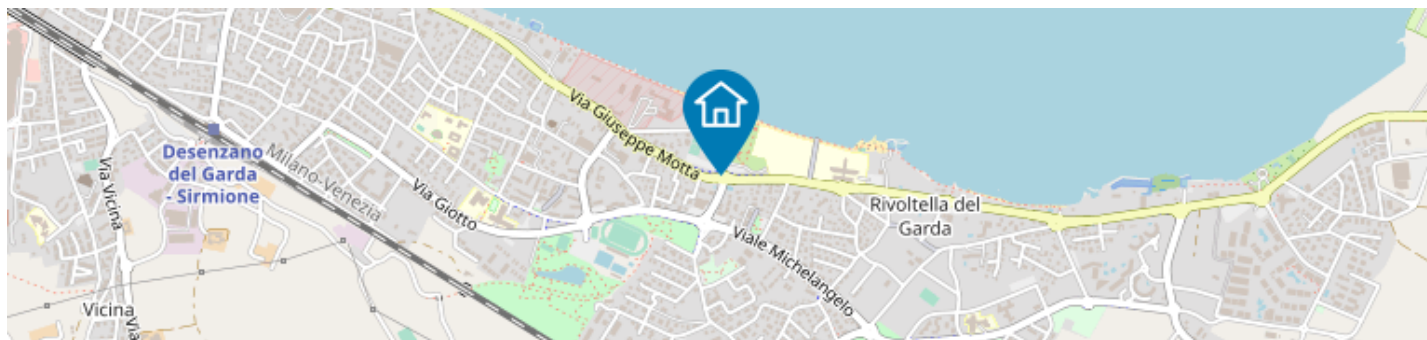 Via Giuseppe Motta
Desenzano
del Garda
- Sirmione
Milano-Venezia
Via Vicina
Via Giotto
Rivoltella del
Garda
Viale Michelangelo
Vicina
Via